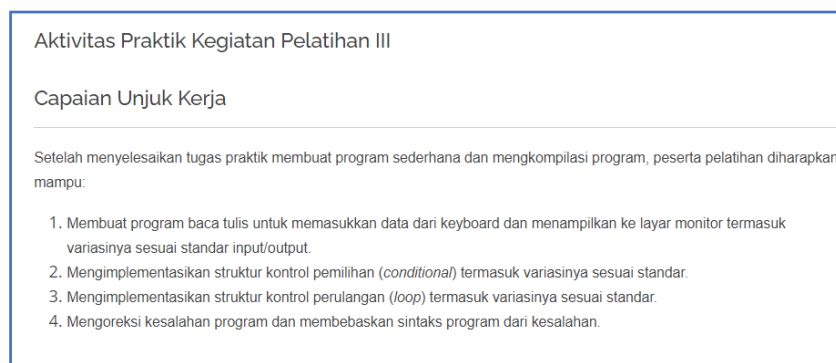 Aktivitas Praktik Kegiatan Pelatihan III
Capaian Unjuk Kerja
Setelah menyelesaikan tugas praktik membuat program sederhana dan mengkompilasi program, peserta pelatihan diharapkan
mampu:
1. Membuat program baca tulis untuk memasukkan data dari keyboard dan menampilkan ke layar monitor termasuk
variasinya sesuai standar input/output.
2. Mengimplementasikan struktur kontrol pemilihan (conditional) termasuk variasinya sesuai standar.
3. Mengimplementasikan struktur kontrol perulangan (loop) termasuk variasinya sesuai standar.
4. Mengoreksi kesalahan program dan membebaskan sintaks program dari kesalahan.